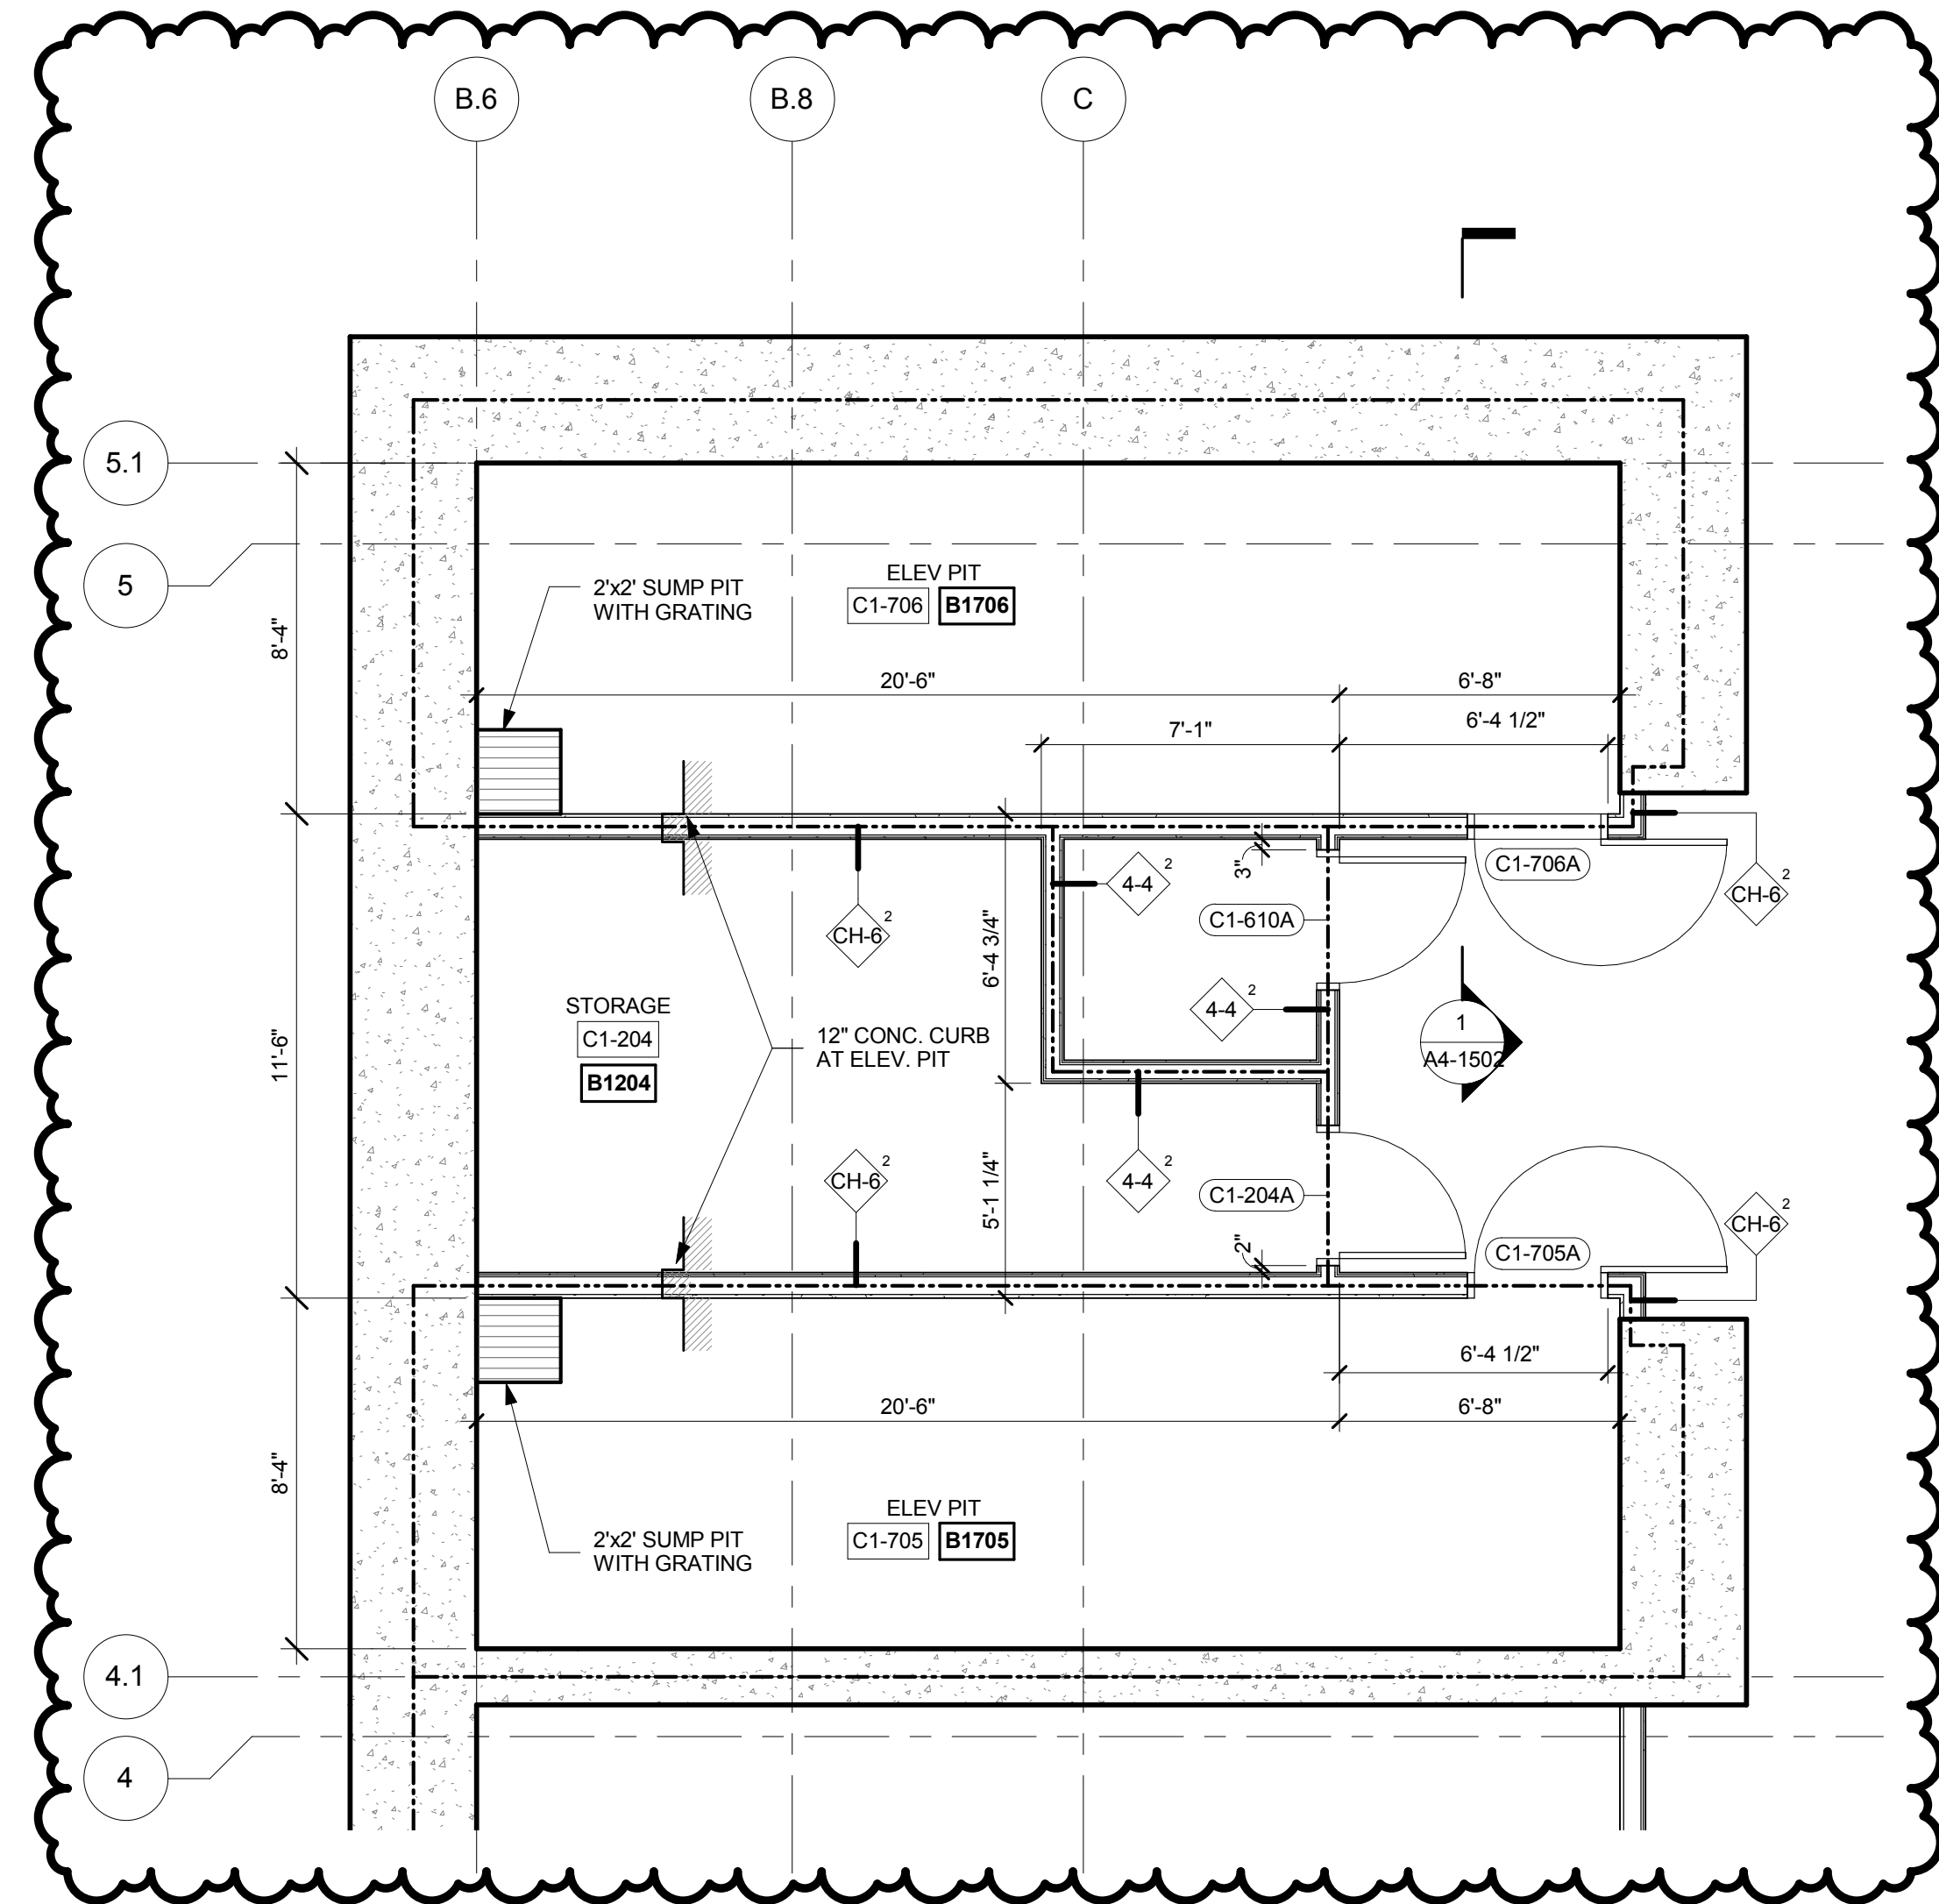 B.6
B.8
C
5.1
5
8'-4"
2'x2' SUMP PIT
WITH GRATING
ELEV PIT
C1-706 B1706
20'-6"
6'-8"
7'-1"
6'-4 1/2"
3"
4-4 2
C1-706A
CH-6 2
C1-610A
CH-6 2
6'-4 3/4"
4-4 2
STORAGE
C1-204
B1204
12" CONC. CURB
AT ELEV. PIT
1
A4-1502
11'-6"
CH-6 2
4-4 2
5'-1 1/4"
C1-204A
CH-6 2
2"
C1-705A
6'-4 1/2"
20'-6"
6'-8"
8'-4"
ELEV PIT
C1-705 B1705
2'x2' SUMP PIT
WITH GRATING
4.1
4